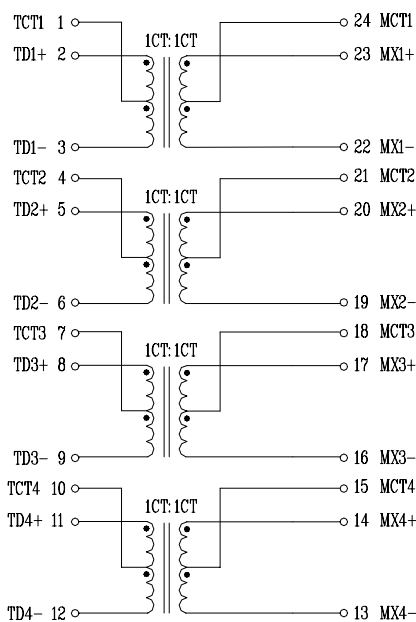 TCT1 1 24 MCT1
1CT:1CT
TD1+ 2 23 MX1+
TD1- 3 22 MX1-
TCT2 4 21 MCT2
1CT:1CT
TD2+ 5 20 MX2+
TD2- 6 19 MX2-
TCT3 7 18 MCT3
1CT:1CT
TD3+ 8 17 MX3+
TD3- 9 16 MX3-
TCT4 10 15 MCT4
1CT:1CT
TD4+ 11 14 MX4+
TD4- 12 13 MX4-